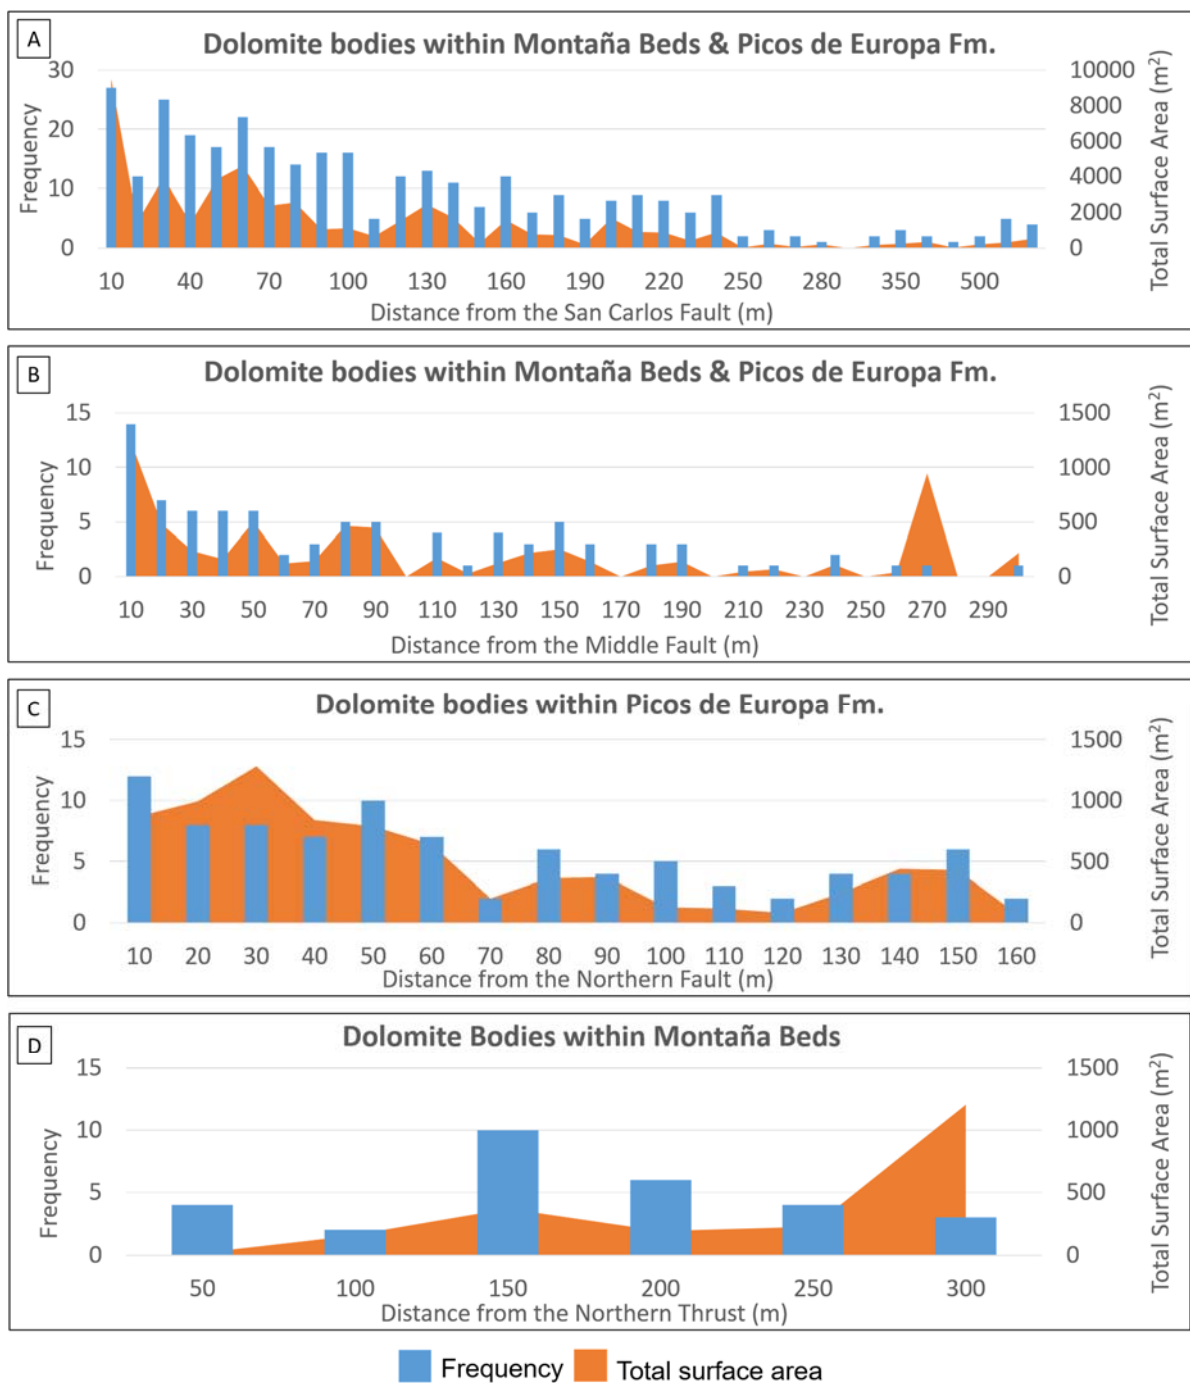 A
Dolomite bodies within Montaña Beds & Picos de Europa Fm.
30
20
10
0
Frequency
10000
8000
6000
4000
2000
0
Total Surface Area (m²)
10 40 70 100 130 160 190 220 250 280 350 500
Distance from the San Carlos Fault (m)
B
Dolomite bodies within Montaña Beds & Picos de Europa Fm.
15
10
5
0
Frequency
1500
1000
500
0
Total Surface Area (m²)
10 30 50 70 90 110 130 150 170 190 210 230 250 270 290
Distance from the Middle Fault (m)
C
Dolomite bodies within Picos de Europa Fm.
15
10
5
0
Frequency
1500
1000
500
0
Total Surface Area (m²)
10 20 30 40 50 60 70 80 90 100 110 120 130 140 150 160
Distance from the Northern Fault (m)
D
Dolomite Bodies within Montaña Beds
15
10
5
0
Frequency
1500
1000
500
0
Total Surface Area (m²)
50 100 150 200 250 300
Distance from the Northern Thrust (m)
Frequency Total surface area